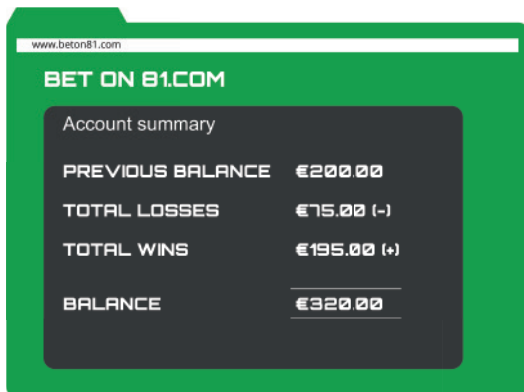 www.beton81.com
BET ON 81.COM
Account summary
PREVIOUS BALANCE €200.00
TOTAL LOSSES €75.00 (-)
TOTAL WINS €195.00 (+)
BALANCE €320.00